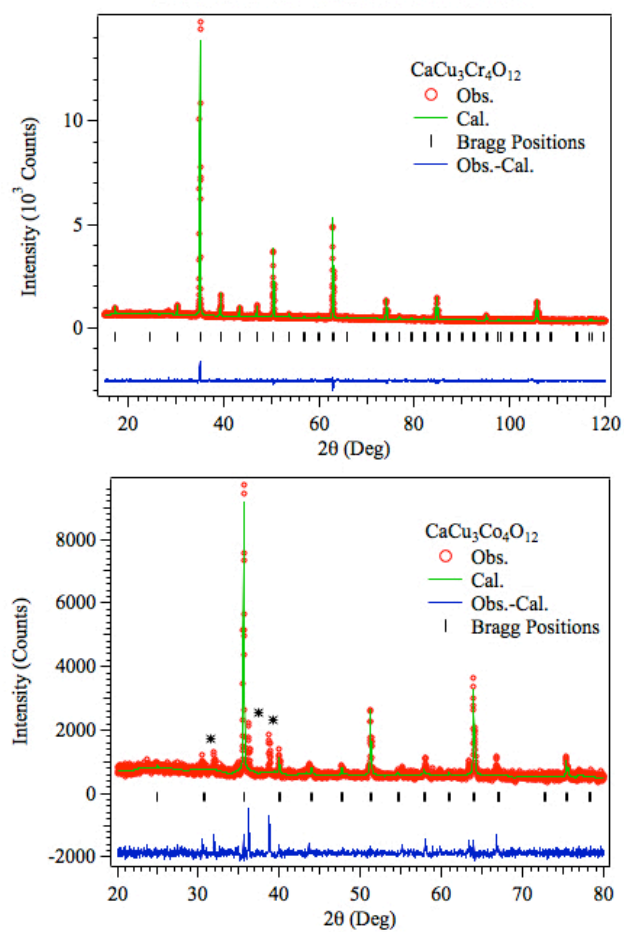 CaCu₃Cr₄O₁₂
Obs.
Cal.
Bragg Positions
Obs.-Cal.
Intensity (10³ Counts)
10
5
0
20 40 60 80 100 120
2θ (Deg)
CaCu₃Co₄O₁₂
Obs.
Cal.
Obs.-Cal.
Bragg Positions
Intensity (Counts)
8000
6000
4000
2000
0
-2000
* * *
20 30 40 50 60 70 80
2θ (Deg)